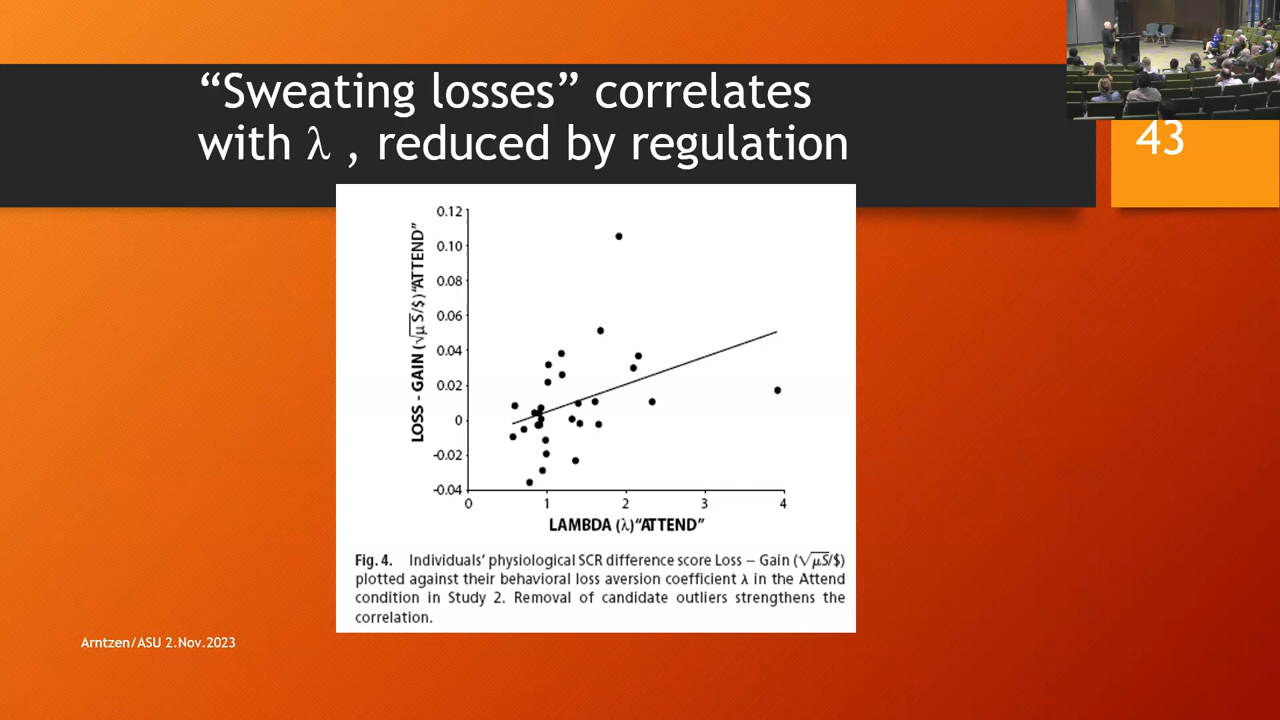 “Sweating losses” correlates
with λ , reduced by regulation
43
LOSS - GAIN (√μS/$)“ATTEND”
0.12
0.10
0.08
0.06
0.04
0.02
0
-0.02
-0.04
0 1 2 3 4
LAMBDA (λ)“ATTEND”
Fig. 4. Individuals’ physiological SCR difference score Loss – Gain (√μS/$)
plotted against their behavioral loss aversion coefficient λ in the Attend
condition in Study 2. Removal of candidate outliers strengthens the
correlation.
Arntzen/ASU 2.Nov.2023